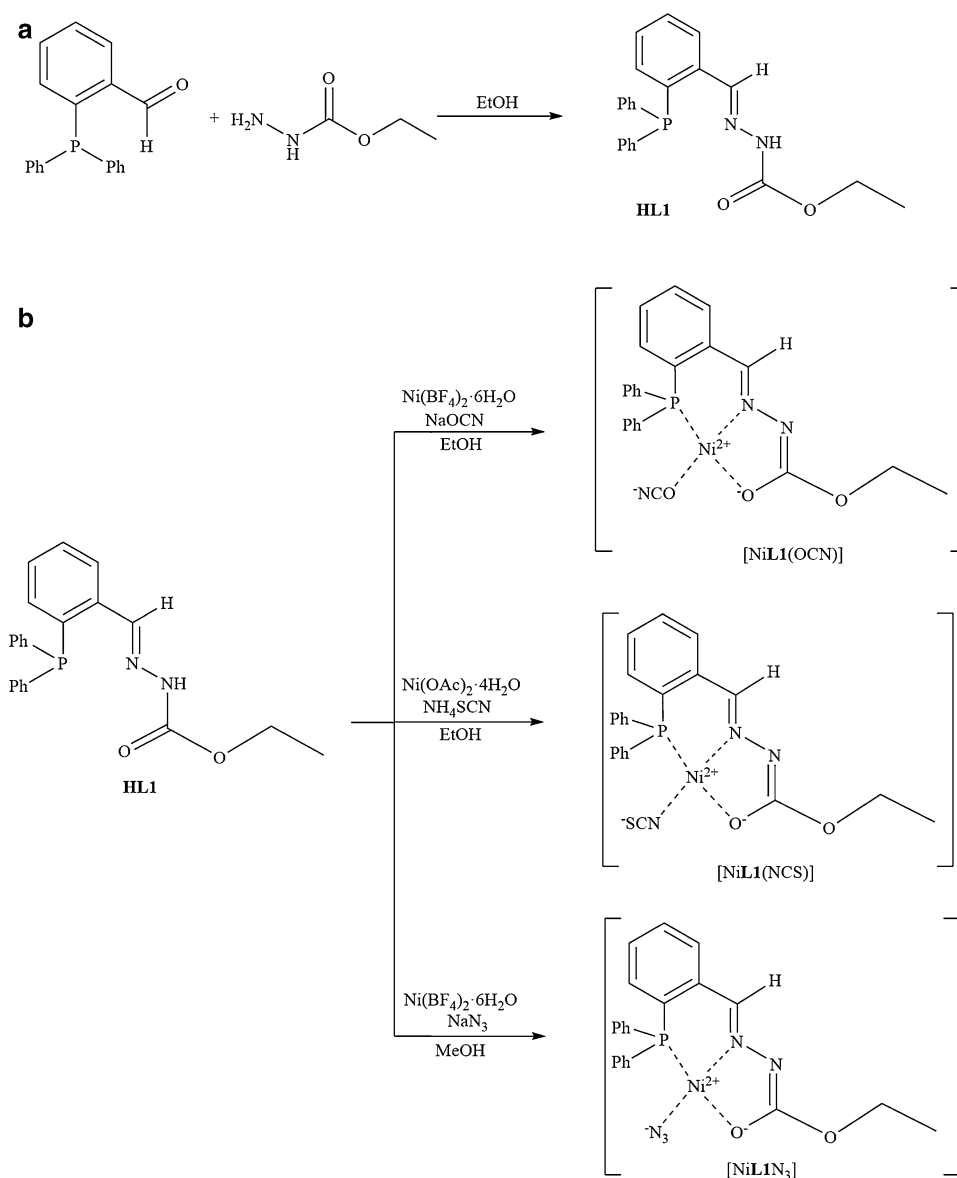 a
O
H
P
Ph
Ph
+
H₂N
N
H
O
O
EtOH
H
N
NH
Ph
Ph
P
O
O
HL1
b
Ni(BF₄)₂·6H₂O
NaOCN
EtOH
H
Ph
Ph
P
N
N
Ni²⁺
⁻NCO
⁻O
O
[NiL1(OCN)]
H
Ph
Ph
P
N
NH
O
O
HL1
Ni(OAc)₂·4H₂O
NH₄SCN
EtOH
H
Ph
Ph
P
N
N
Ni²⁺
⁻SCN
O⁻
O
[NiL1(NCS)]
Ni(BF₄)₂·6H₂O
NaN₃
MeOH
H
Ph
Ph
P
N
N
Ni²⁺
⁻N₃
O⁻
O
[NiL1N₃]